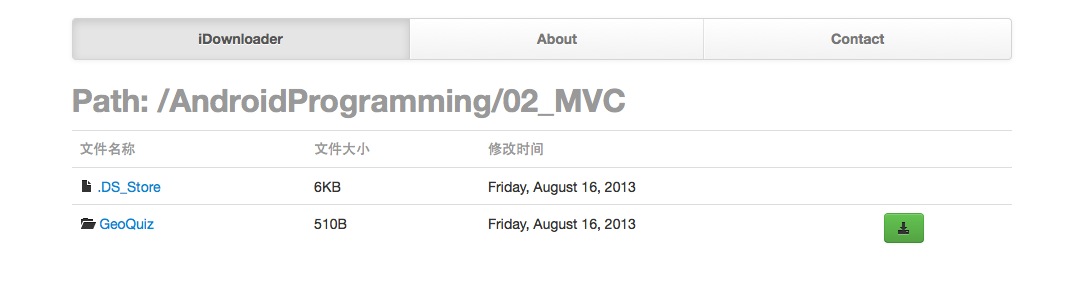 iDownloader About Contact
Path: /AndroidProgramming/02_MVC
文件名称 文件大小 修改时间
.DS_Store 6KB Friday, August 16, 2013
GeoQuiz 510B Friday, August 16, 2013